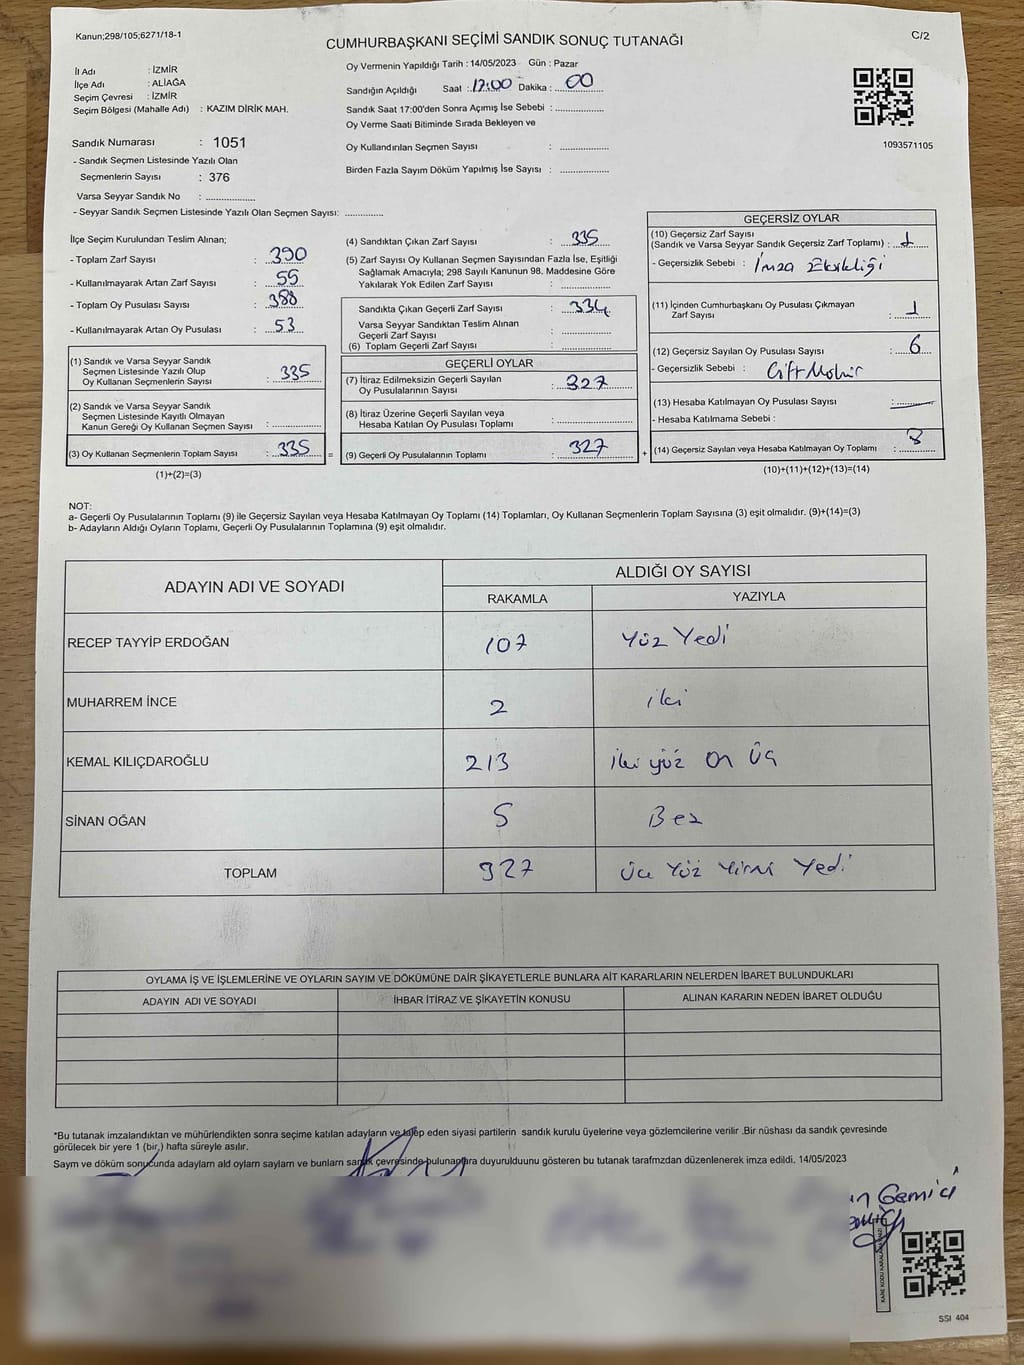 Kanun;298/105;6271/18-1
C/2
CUMHURBAŞKANI SEÇİMİ SANDIK SONUÇ TUTANAĞI
İl Adı : İZMİR
İlçe Adı : ALİAĞA
Seçim Çevresi : İZMİR
Seçim Bölgesi (Mahalle Adı) : KAZIM DİRİK MAH.
Oy Vermenin Yapıldığı Tarih : 14/05/2023 Gün : Pazar
Sandığın Açıldığı Saat : 17:00 Dakika : 00
Sandık Saat 17:00'den Sonra Açımış İse Sebebi :
Oy Verme Saati Bitiminde Sırada Bekleyen ve
Oy Kullandırılan Seçmen Sayısı :
Birden Fazla Sayım Döküm Yapılmış İse Sayısı :
1093571105
Sandık Numarası : 1051
- Sandık Seçmen Listesinde Yazılı Olan
Seçmenlerin Sayısı : 376
Varsa Seyyar Sandık No :
- Seyyar Sandık Seçmen Listesinde Yazılı Olan Seçmen Sayısı:
İlçe Seçim Kurulundan Teslim Alınan;
- Toplam Zarf Sayısı : 390
- Kullanılmayarak Artan Zarf Sayısı : 55
- Toplam Oy Pusulası Sayısı : 388
- Kullanılmayarak Artan Oy Pusulası : 53
(1) Sandık ve Varsa Seyyar Sandık
Seçmen Listesinde Yazılı Olup
Oy Kullanan Seçmenlerin Sayısı : 335
(2) Sandık ve Varsa Seyyar Sandık
Seçmen Listesinde Kayıtlı Olmayan
Kanun Gereği Oy Kullanan Seçmen Sayısı :
(3) Oy Kullanan Seçmenlerin Toplam Sayısı : 335 =
(1)+(2)=(3)
(4) Sandıktan Çıkan Zarf Sayısı : 335
(5) Zarf Sayısı Oy Kullanan Seçmen Sayısından Fazla İse, Eşitliği
Sağlamak Amacıyla; 298 Sayılı Kanunun 98. Maddesine Göre
Yakılarak Yok Edilen Zarf Sayısı :
Sandıkta Çıkan Geçerli Zarf Sayısı : 334
Varsa Seyyar Sandıktan Teslim Alınan
Geçerli Zarf Sayısı :
(6) Toplam Geçerli Zarf Sayısı :
GEÇERLİ OYLAR
(7) İtiraz Edilmeksizin Geçerli Sayılan
Oy Pusulalarının Sayısı : 327
(8) İtiraz Üzerine Geçerli Sayılan veya
Hesaba Katılan Oy Pusulası Toplamı :
(9) Geçerli Oy Pusulalarının Toplamı : 327 +
GEÇERSİZ OYLAR
(10) Geçersiz Zarf Sayısı
(Sandık ve Varsa Seyyar Sandık Geçersiz Zarf Toplamı) : 1
- Geçersizlik Sebebi : İmza Eksikliği
(11) İçinden Cumhurbaşkanı Oy Pusulası Çıkmayan
Zarf Sayısı : 1
(12) Geçersiz Sayılan Oy Pusulası Sayısı : 6
- Geçersizlik Sebebi : Çift Mühür
(13) Hesaba Katılmayan Oy Pusulası Sayısı :
- Hesaba Katılmama Sebebi :
(14) Geçersiz Sayılan veya Hesaba Katılmayan Oy Toplamı : 8
(10)+(11)+(12)+(13)=(14)
NOT:
a- Geçerli Oy Pusulalarının Toplamı (9) ile Geçersiz Sayılan veya Hesaba Katılmayan Oy Toplamı (14) Toplamları, Oy Kullanan Seçmenlerin Toplam Sayısına (3) eşit olmalıdır. (9)+(14)=(3)
b- Adayların Aldığı Oyların Toplamı, Geçerli Oy Pusulalarının Toplamına (9) eşit olmalıdır.
ADAYIN ADI VE SOYADI
ALDIĞI OY SAYISI
RAKAMLA YAZIYLA
RECEP TAYYİP ERDOĞAN 107 Yüz Yedi
MUHARREM İNCE 2 iki
KEMAL KILIÇDAROĞLU 213 iki yüz on üç
SİNAN OĞAN 5 Beş
TOPLAM 327 Üç Yüz Yirmi Yedi
OYLAMA İŞ VE İŞLEMLERİNE VE OYLARIN SAYIM VE DÖKÜMÜNE DAİR ŞİKAYETLERLE BUNLARA AİT KARARLARIN NELERDEN İBARET BULUNDUKLARI
ADAYIN ADI VE SOYADI İHBAR İTİRAZ VE ŞİKAYETİN KONUSU ALINAN KARARIN NEDEN İBARET OLDUĞU
*Bu tutanak imzalandıktan ve mühürlendikten sonra seçime katılan adayların ve talep eden siyasi partilerin sandık kurulu üyelerine veya gözlemcilerine verilir .Bir nüshası da sandık çevresinde
görülecek bir yere 1 (bir,) hafta süreyle asılır.
Saym ve döküm sonucunda adaylarn ald oylarn saylarn ve bunlarn sandk çevresinde bulunanlara duyurulduunu gösteren bu tutanak tarafmzdan düzenlenerek imza edildi. 14/05/2023
Gemici
KARE KODU KARALAMAYINIZ
SSI 404